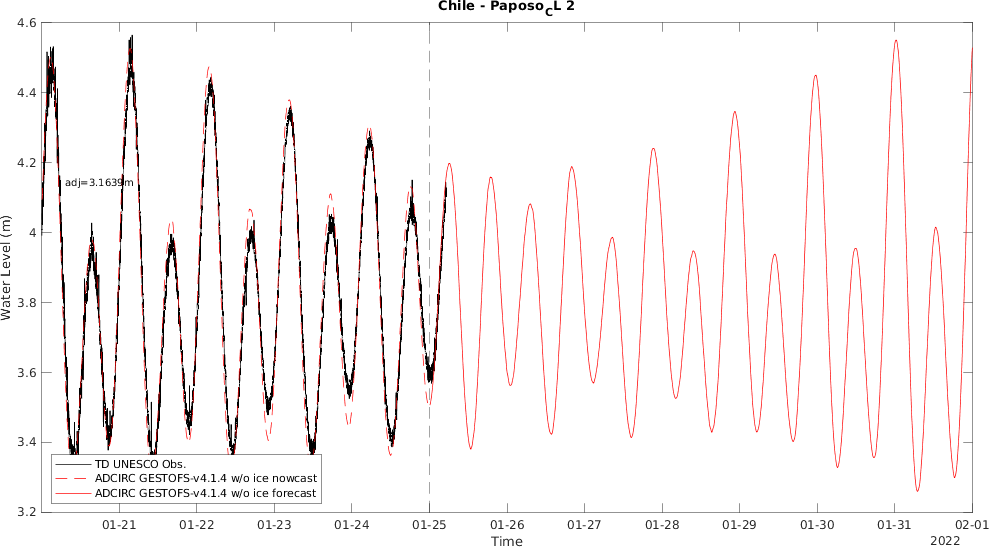 Chile - Paposo_CL 2
4.6
4.4
4.2
4
3.8
3.6
3.4
3.2
Water Level (m)
adj=3.1639m
TD UNESCO Obs.
ADCIRC GESTOFS-v4.1.4 w/o ice nowcast
ADCIRC GESTOFS-v4.1.4 w/o ice forecast
01-21 01-22 01-23 01-24 01-25 01-26 01-27 01-28 01-29 01-30 01-31 02-01
Time
2022